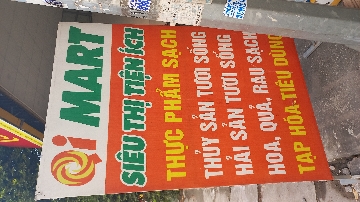 Qi MART
SIÊU THỊ TIỆN ÍCH
THỰC PHẨM SẠCH
THỦY SẢN TƯƠI SỐNG
HẢI SẢN TƯƠI SỐNG
HOA, QUẢ, RAU SẠCH
TẠP HÓA-TIÊU DÙNG